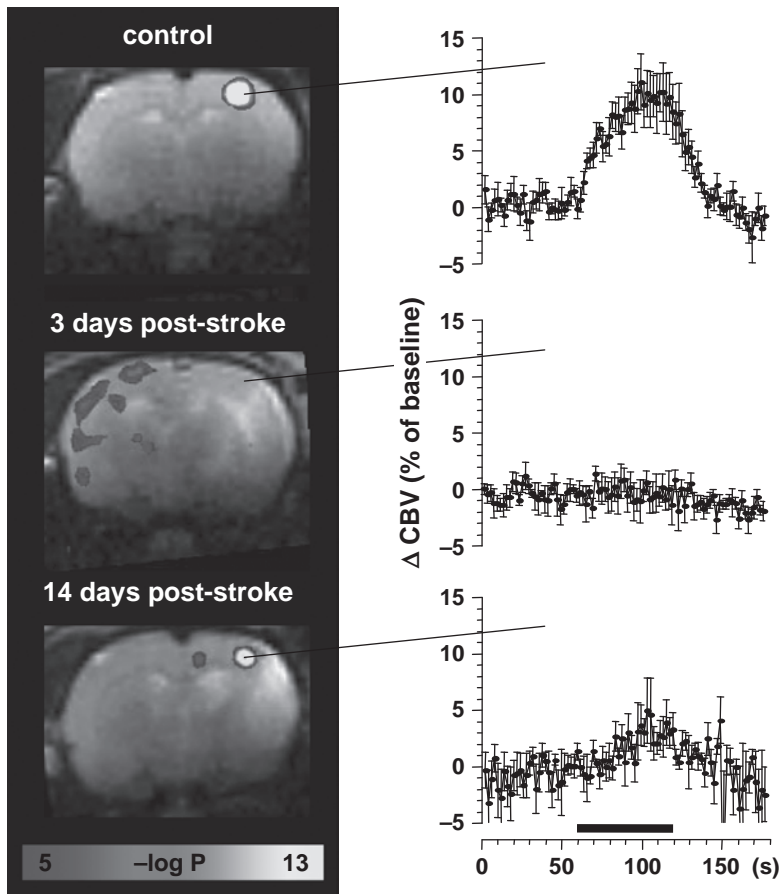 control
15
10
5
0
–5
3 days post-stroke
15
10
5
0
–5
Δ CBV (% of baseline)
14 days post-stroke
15
10
5
0
–5
5 –log P 13
0 50 100 150 (s)